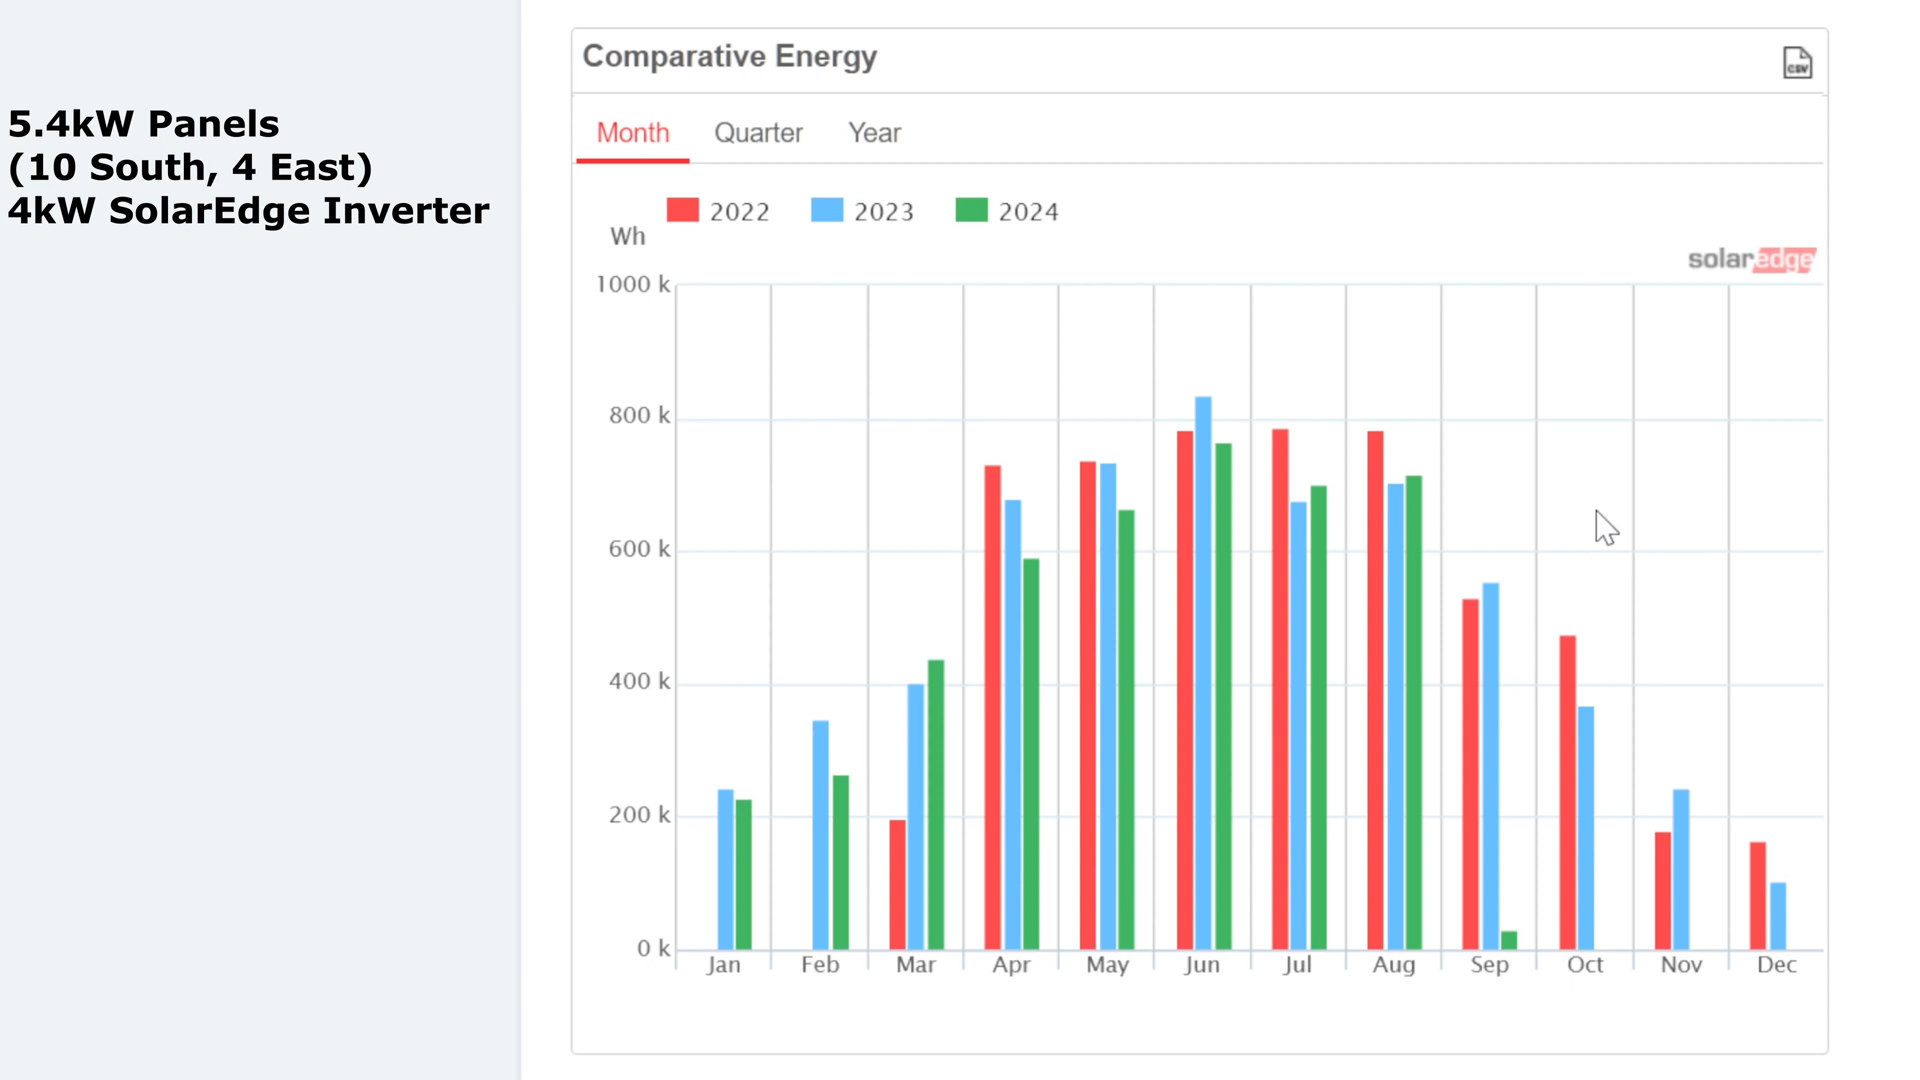 5.4kW Panels
(10 South, 4 East)
4kW SolarEdge Inverter
Comparative Energy
CSV
Month Quarter Year
2022 2023 2024
Wh
solaredge
1000 k
800 k
600 k
400 k
200 k
0 k
Jan Feb Mar Apr May Jun Jul Aug Sep Oct Nov Dec